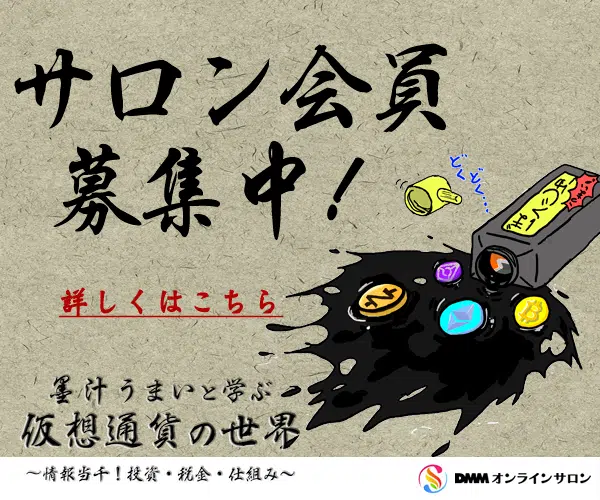 サロン会員
募集中！
どくどく…
詳しくはこちら
墨汁うまいと学ぶ
仮想通貨の世界
～情報当千！投資・税金・仕組み～
DMM オンラインサロン